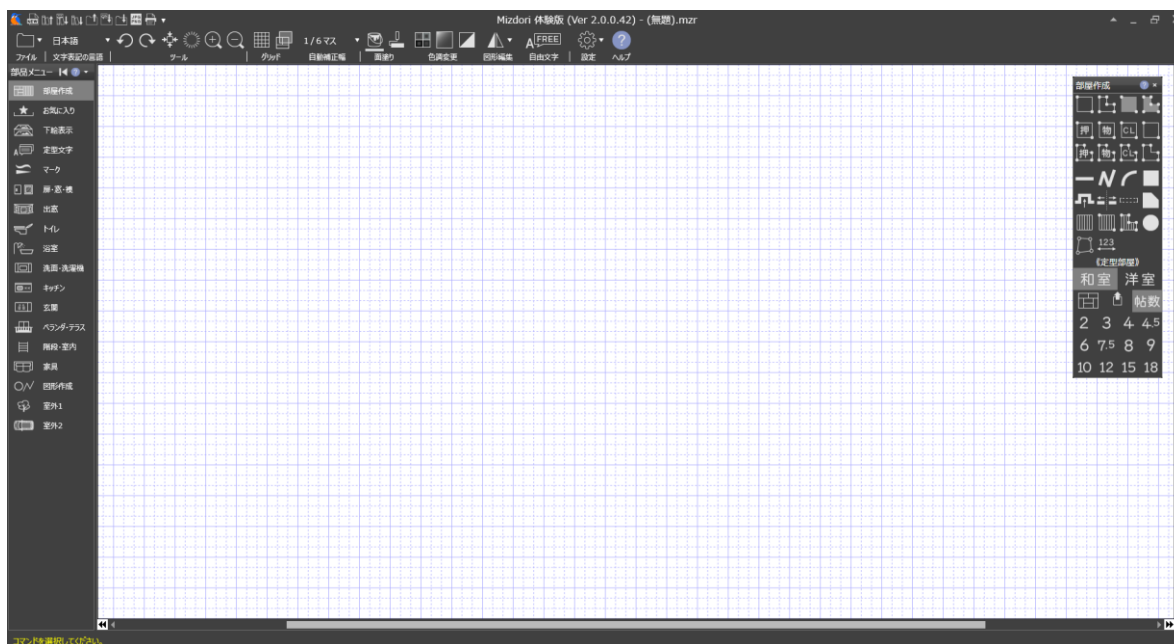 Mizdori 体験版 (Ver 2.0.0.42) - (無題).mzr
日本語
1/6マス
FREE
ファイル
文字表記の言語
ツール
グリッド
自動補正幅
面塗り
色調変更
図形編集
自由文字
設定
ヘルプ
部品メニュー
部屋作成
お気に入り
下絵表示
定型文字
マーク
扉・窓・襖
出窓
トイレ
浴室
洗面・洗濯機
キッチン
玄関
ベランダ・テラス
階段・室内
家具
図形作成
室外1
室外2
部屋作成
押 物 CL
押 物 CL
123
《定型部屋》
和室 洋室
帖数
2 3 4 4.5
6 7.5 8 9
10 12 15 18
コマンドを選択してください。